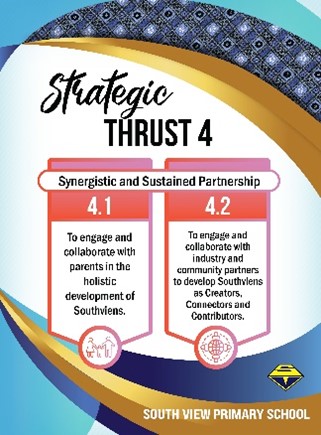 Strategic
THRUST 4
Synergistic and Sustained Partnership
4.1
To engage and
collaborate with
parents in the
holistic
development of
Southviens.
4.2
To engage and
collaborate with
industry and
community partners
to develop Southviens
as Creators,
Connectors and
Contributors.
SOUTH VIEW PRIMARY SCHOOL